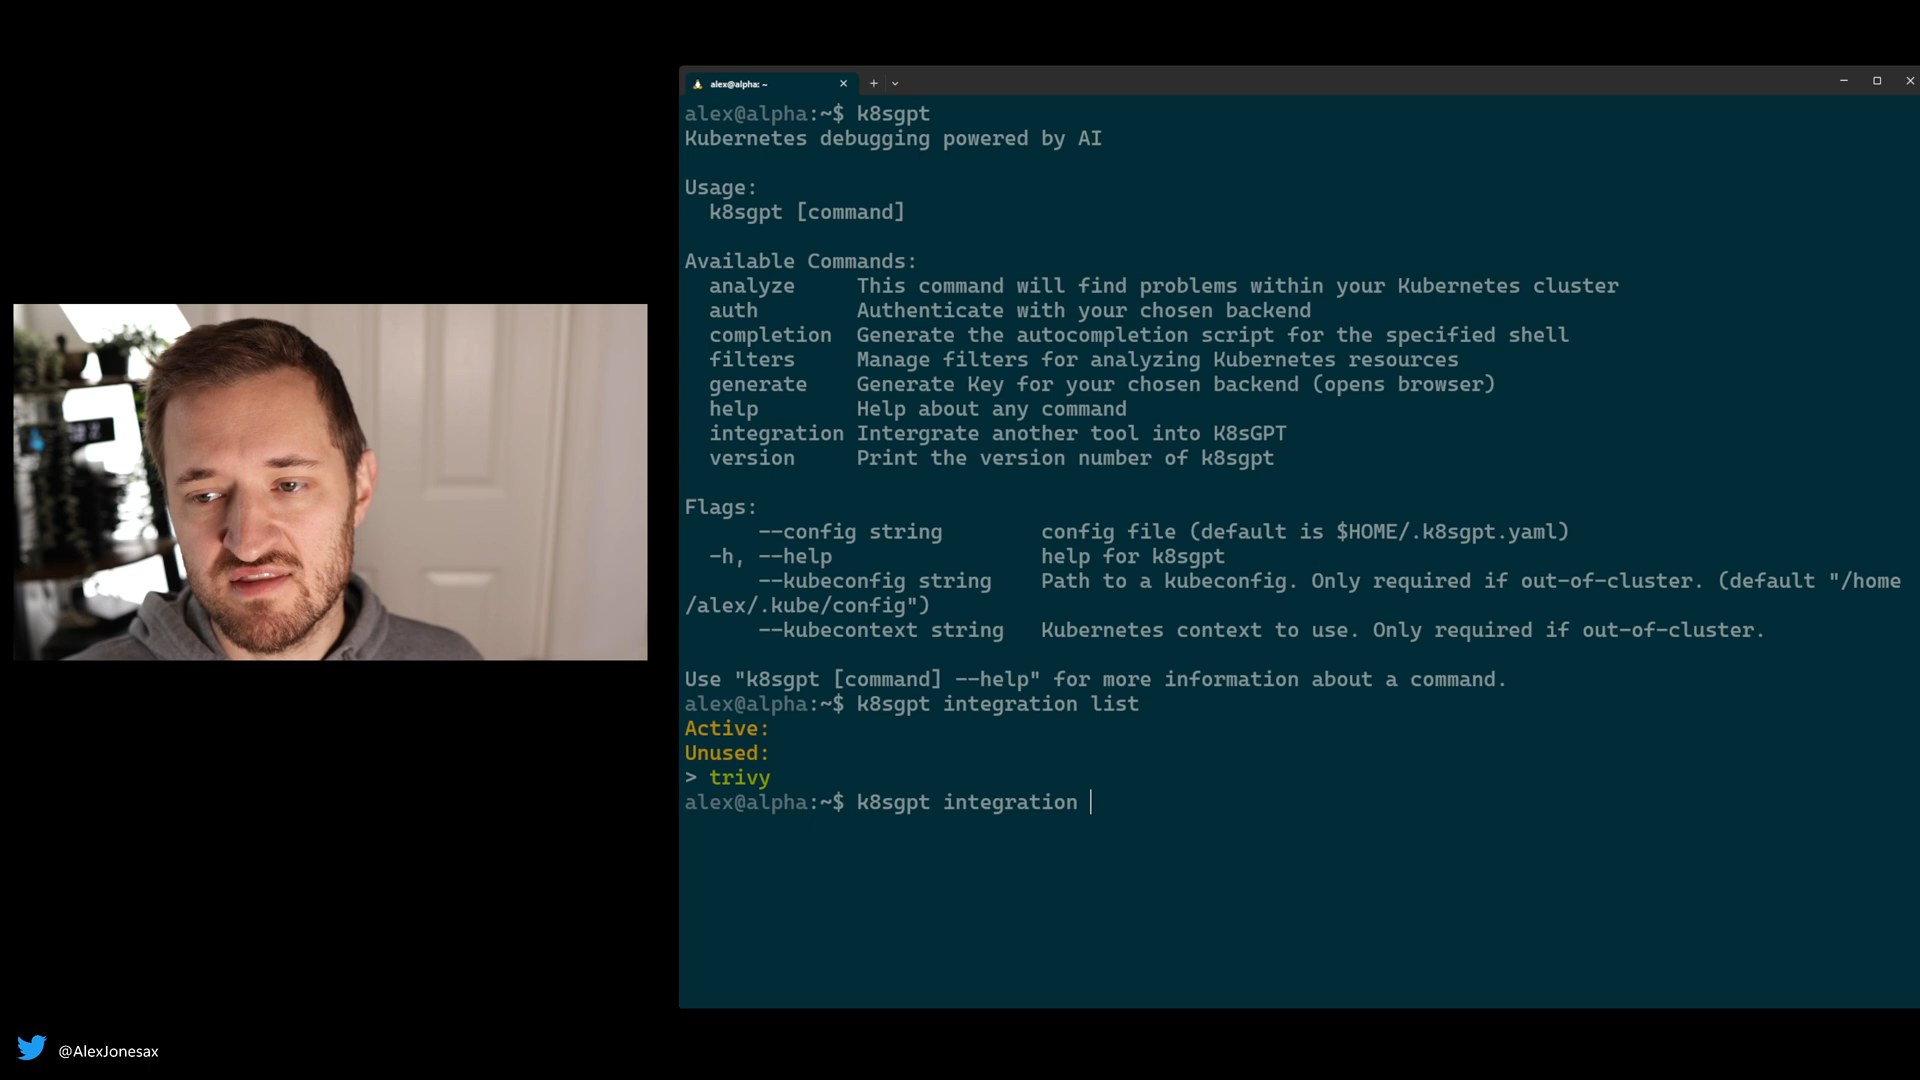 alex@alpha: ~
alex@alpha:~$ k8sgpt
Kubernetes debugging powered by AI
Usage:
k8sgpt [command]
Available Commands:
analyze This command will find problems within your Kubernetes cluster
auth Authenticate with your chosen backend
completion Generate the autocompletion script for the specified shell
filters Manage filters for analyzing Kubernetes resources
generate Generate Key for your chosen backend (opens browser)
help Help about any command
integration Intergrate another tool into K8sGPT
version Print the version number of k8sgpt
Flags:
--config string config file (default is $HOME/.k8sgpt.yaml)
-h, --help help for k8sgpt
--kubeconfig string Path to a kubeconfig. Only required if out-of-cluster. (default "/home
/alex/.kube/config")
--kubecontext string Kubernetes context to use. Only required if out-of-cluster.
Use "k8sgpt [command] --help" for more information about a command.
alex@alpha:~$ k8sgpt integration list
Active:
Unused:
> trivy
alex@alpha:~$ k8sgpt integration
@AlexJonesax